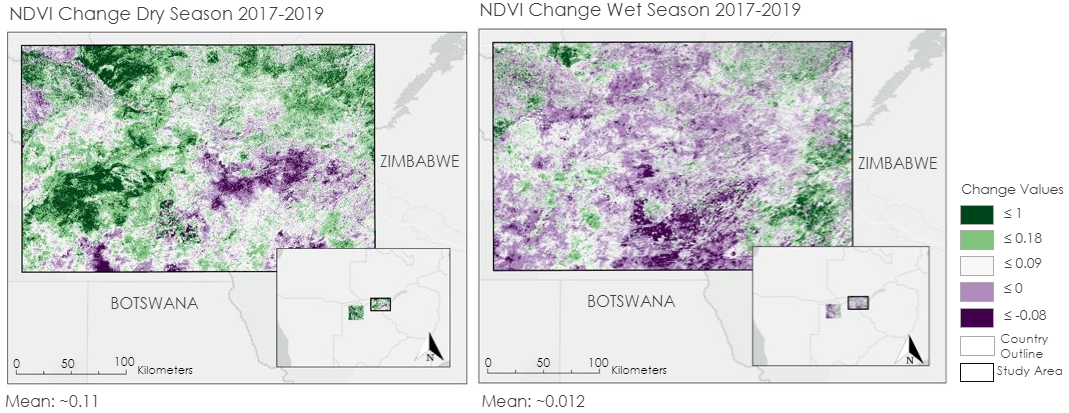 NDVI Change Dry Season 2017-2019
ZIMBABWE
BOTSWANA
0 50 100
Kilometers
N
Mean: ~0.11
NDVI Change Wet Season 2017-2019
ZIMBABWE
BOTSWANA
0 50 100
Kilometers
N
Mean: ~0.012
Change Values
≤ 1
≤ 0.18
≤ 0.09
≤ 0
≤ -0.08
Country
Outline
Study Area